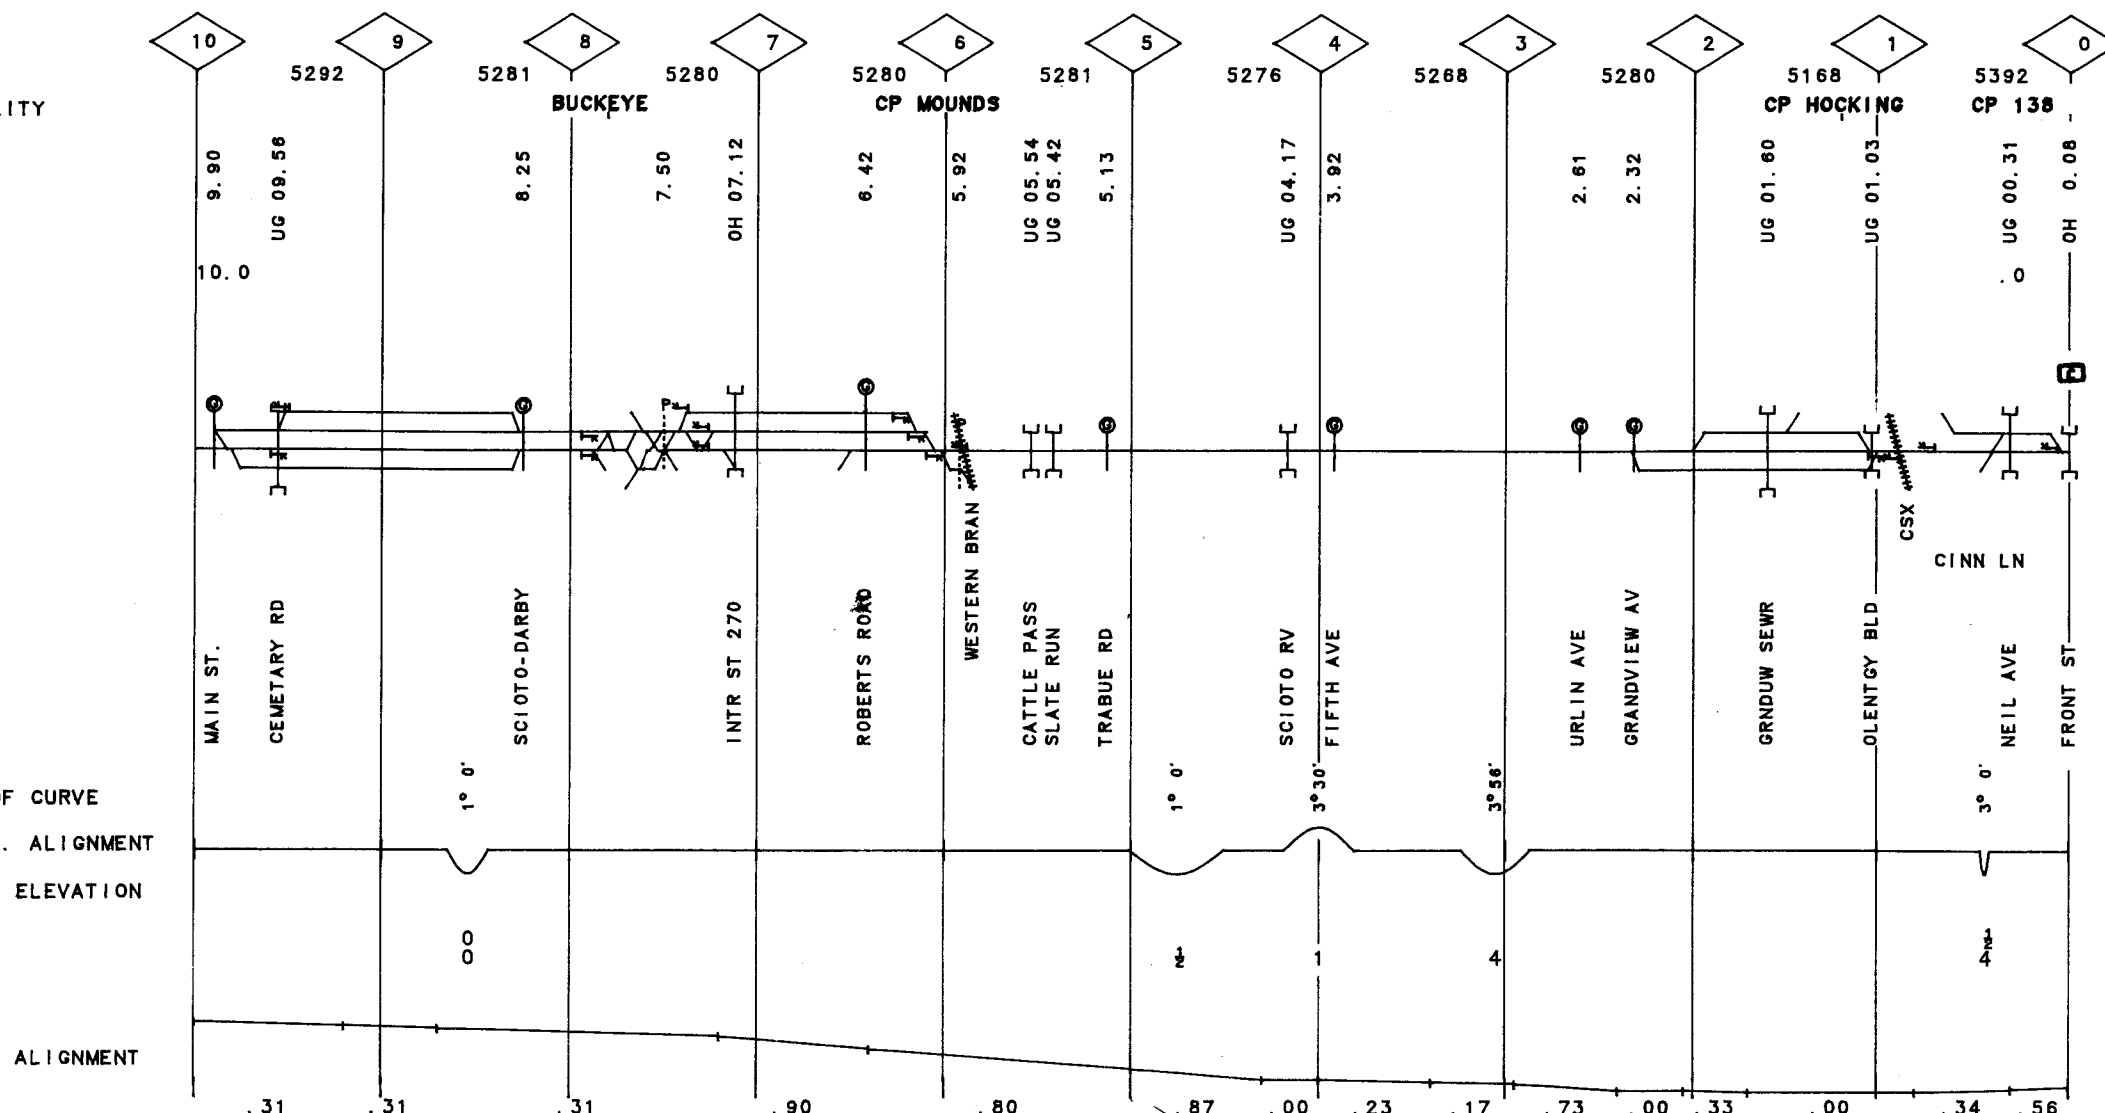 10 9 8 7 6 5 4 3 2 1 0
5292 5281 5280 5280 5281 5276 5268 5280 5168 5392
ITY BUCKEYE CP MOUNDS CP HOCKING CP 138
9.90
UG 09.56
8.25
7.50
OH 07.12
6.42
5.92
UG 05.54
UG 05.42
5.13
UG 04.17
3.92
2.61
2.32
UG 01.60
UG 01.03
UG 00.31
OH 0.08
10.0 .0
G G P G G G G G
WESTERN BRAN
CSX
CINN LN
MAIN ST.
CEMETARY RD
SCIOTO-DARBY
INTR ST 270
ROBERTS ROAD
CATTLE PASS
SLATE RUN
TRABUE RD
SCIOTO RV
FIFTH AVE
URLIN AVE
GRANDVIEW AV
GRNDUW SEWR
OLENTGY BLD
NEIL AVE
FRONT ST
OF CURVE 1° 0' 1° 0' 3°30' 3°56' 3° 0'
. ALIGNMENT
ELEVATION
0 ½
0 ½ 1 4 4
ALIGNMENT
.31 .31 .31 .90 .80 .87 .00 .23 .17 .73 .00 .33 .00 .34 .56